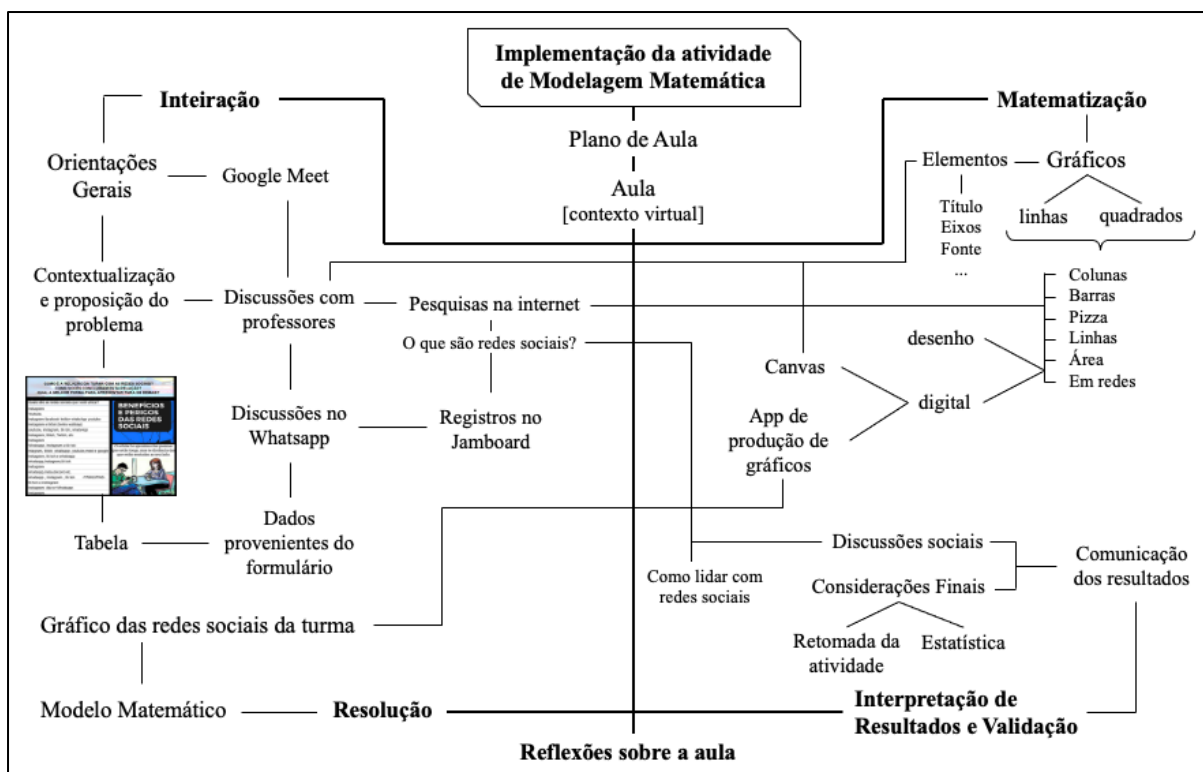 Implementação da atividade
de Modelagem Matemática
Inteiração
Matematização
Plano de Aula
Orientações
Gerais
Google Meet
Elementos
Gráficos
Aula
[contexto virtual]
Título
Eixos
Fonte
...
linhas
quadrados
Contextualização
e proposição do
problema
Discussões com
professores
Pesquisas na internet
O que são redes sociais?
Colunas
Barras
Pizza
Linhas
Área
Em redes
desenho
digital
Canvas
App de
produção de
gráficos
BENEFÍCIOS
E PERIGOS
DAS REDES
SOCIAIS
Discussões no
Whatsapp
Registros no
Jamboard
Tabela
Dados
provenientes do
formulário
Discussões sociais
Comunicação
dos resultados
Como lidar com
redes sociais
Considerações Finais
Gráfico das redes sociais da turma
Retomada da
atividade
Estatística
Modelo Matemático
Resolução
Interpretação de
Resultados e Validação
Reflexões sobre a aula